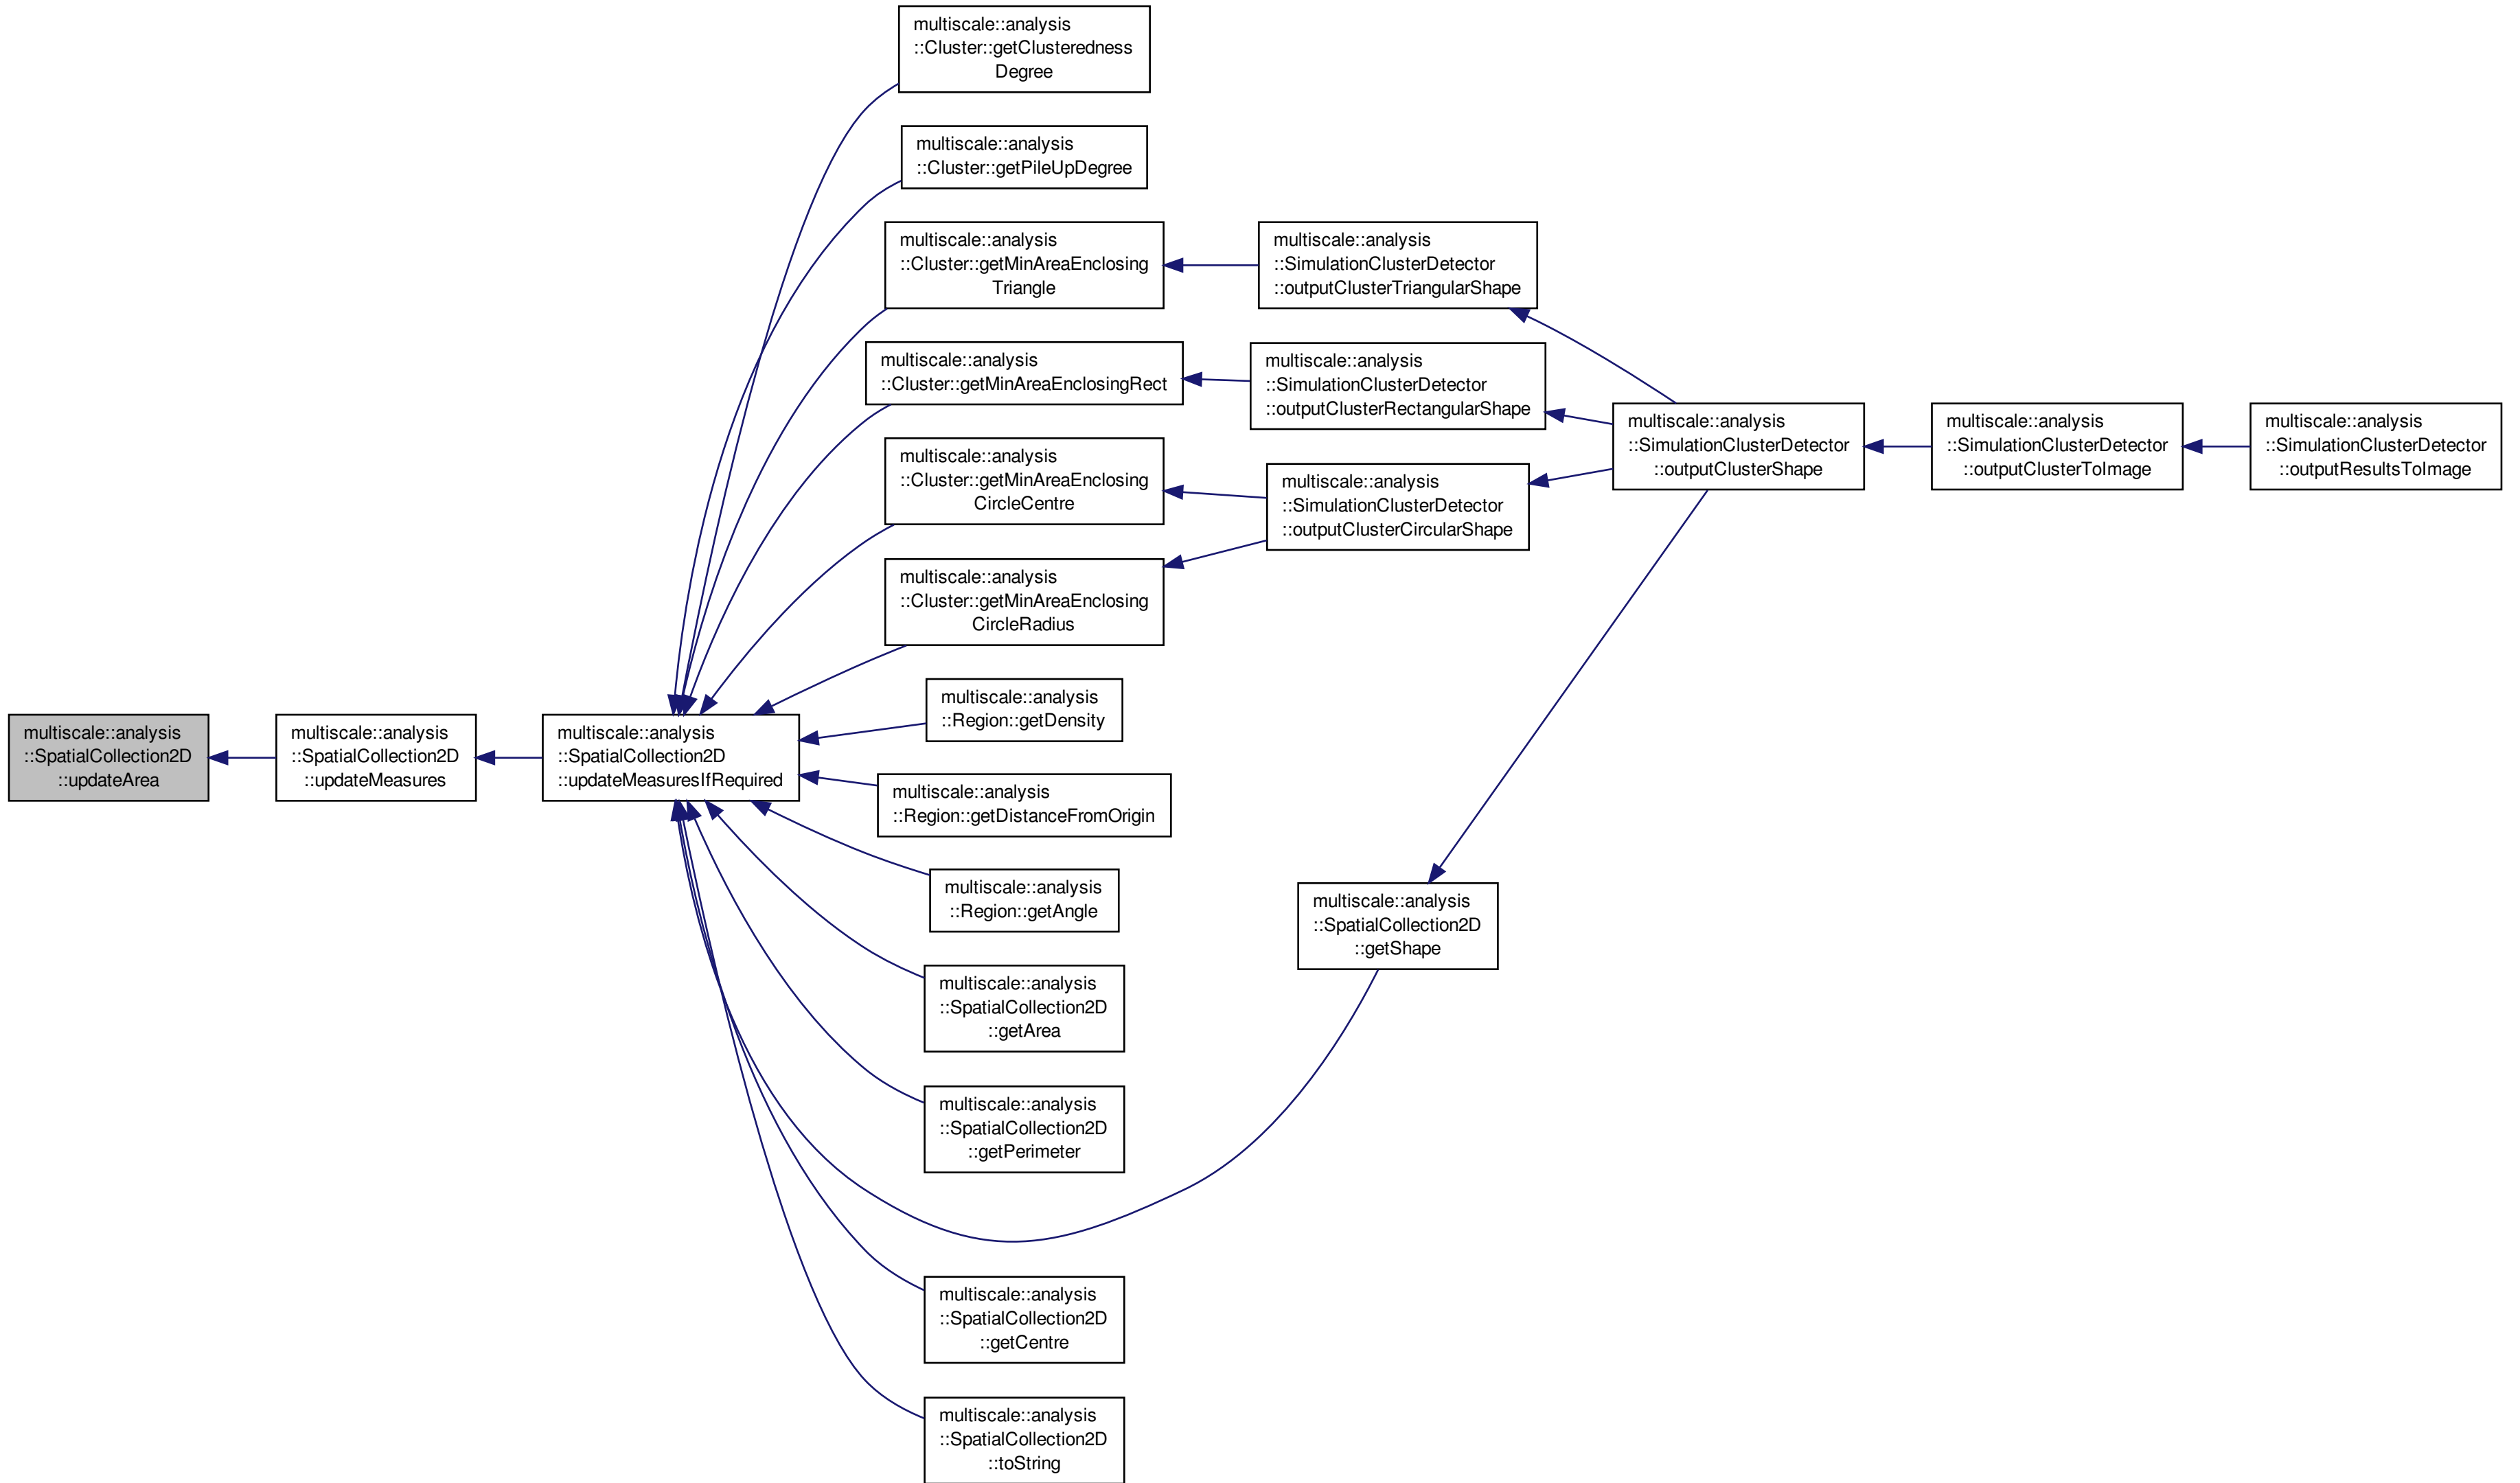 multiscale::analysis
::Cluster::getClusteredness
Degree
multiscale::analysis
::Cluster::getPileUpDegree
multiscale::analysis
::Cluster::getMinAreaEnclosing
Triangle
multiscale::analysis
::SimulationClusterDetector
::outputClusterTriangularShape
multiscale::analysis
::Cluster::getMinAreaEnclosingRect
multiscale::analysis
::SimulationClusterDetector
::outputClusterRectangularShape
multiscale::analysis
::SimulationClusterDetector
::outputClusterShape
multiscale::analysis
::SimulationClusterDetector
::outputClusterToImage
multiscale::analysis
::SimulationClusterDetector
::outputResultsToImage
multiscale::analysis
::Cluster::getMinAreaEnclosing
CircleCentre
multiscale::analysis
::SimulationClusterDetector
::outputClusterCircularShape
multiscale::analysis
::Cluster::getMinAreaEnclosing
CircleRadius
multiscale::analysis
::Region::getDensity
multiscale::analysis
::SpatialCollection2D
::updateArea
multiscale::analysis
::SpatialCollection2D
::updateMeasures
multiscale::analysis
::SpatialCollection2D
::updateMeasuresIfRequired
multiscale::analysis
::Region::getDistanceFromOrigin
multiscale::analysis
::Region::getAngle
multiscale::analysis
::SpatialCollection2D
::getShape
multiscale::analysis
::SpatialCollection2D
::getArea
multiscale::analysis
::SpatialCollection2D
::getPerimeter
multiscale::analysis
::SpatialCollection2D
::getCentre
multiscale::analysis
::SpatialCollection2D
::toString